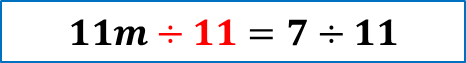 11m ÷ 11 = 7 ÷ 11